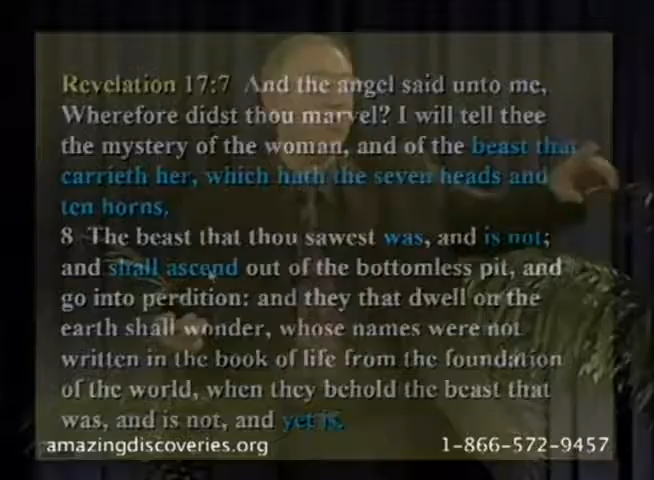 Revelation 17:7 And the angel said unto me,
Wherefore didst thou marvel? I will tell thee
the mystery of the woman, and of the beast that
carrieth her, which hath the seven heads and
ten horns.
8 The beast that thou sawest was, and is not;
and shall ascend out of the bottomless pit, and
go into perdition: and they that dwell on the
earth shall wonder, whose names were not
written in the book of life from the foundation
of the world, when they behold the beast that
was, and is not, and yet is.
amazingdiscoveries.org 1-866-572-9457